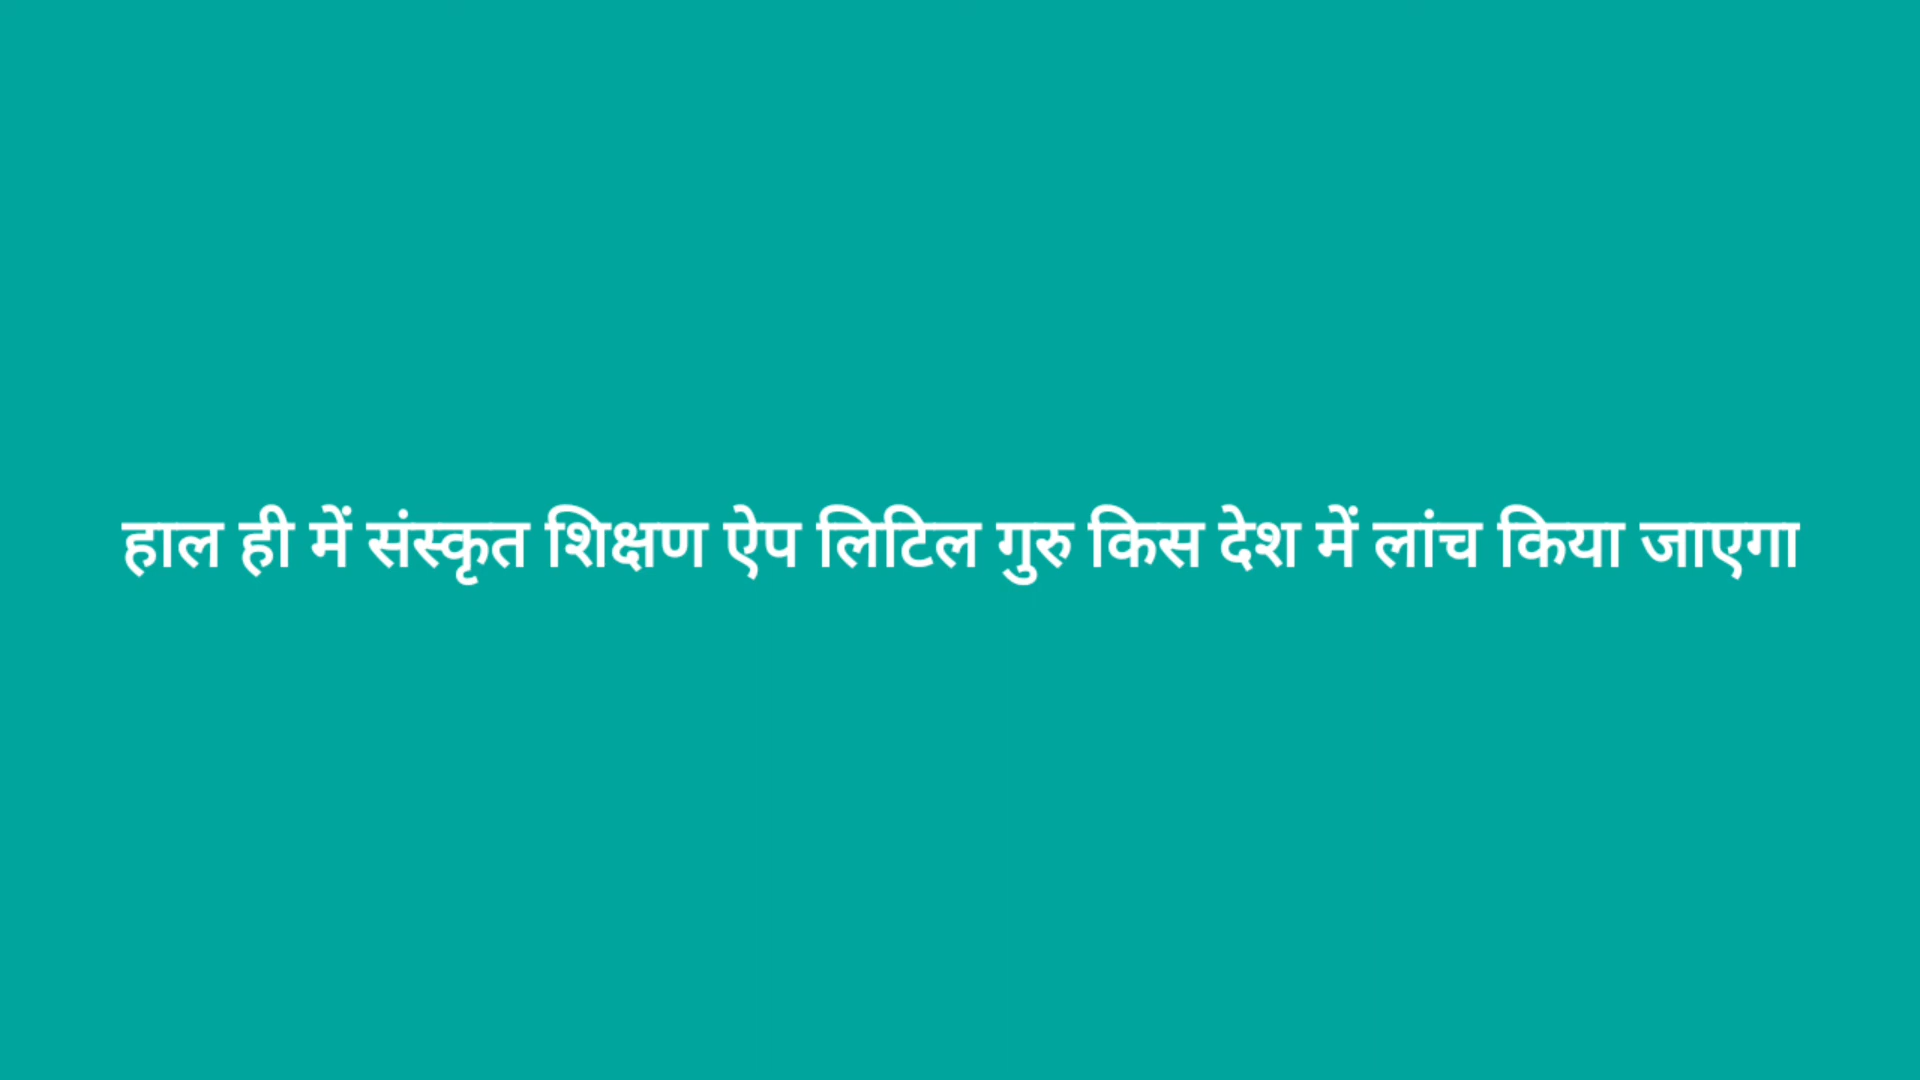 हाल ही में संस्कृत शिक्षण ऐप लिटिल गुरु किस देश में लांच किया जाएगा